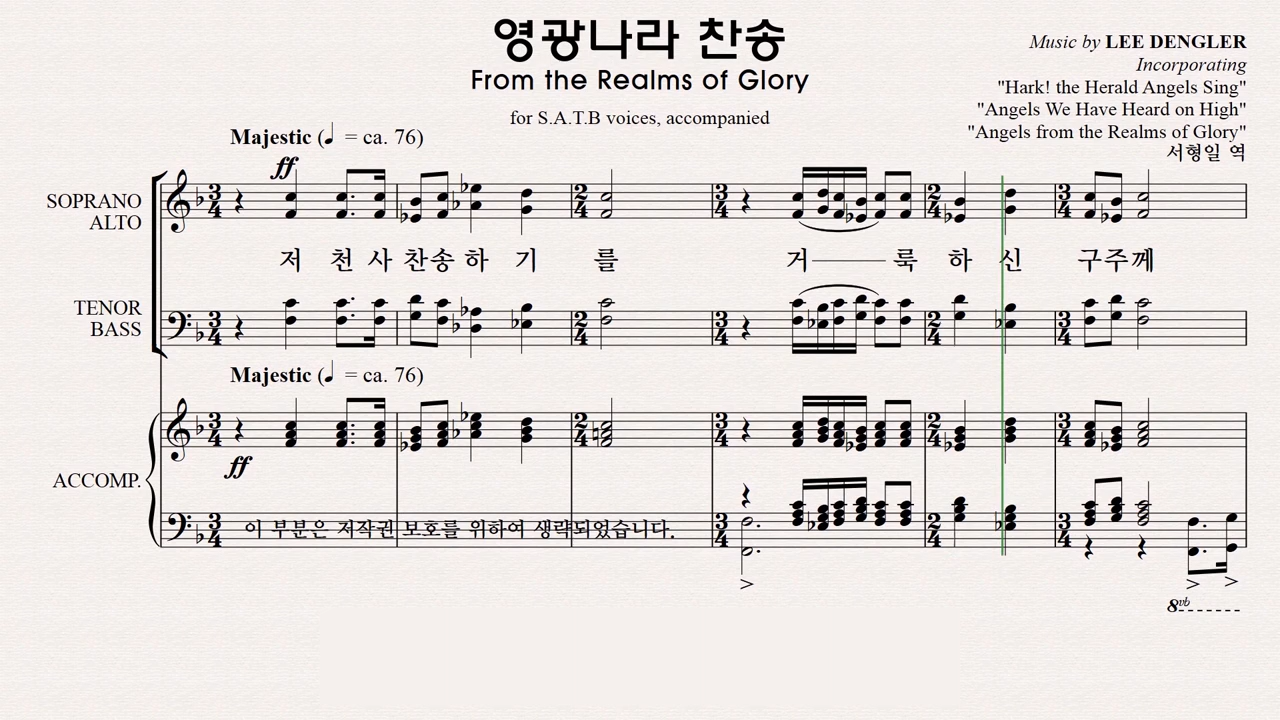 영광나라 찬송
From the Realms of Glory
for S.A.T.B voices, accompanied
Music by LEE DENGLER
Incorporating
"Hark! the Herald Angels Sing"
"Angels We Have Heard on High"
"Angels from the Realms of Glory"
서형일 역
Majestic (♩ = ca. 76)
ff
SOPRANO
ALTO
저 천 사 찬송 하 기 를 거 룩 하 신 구주께
TENOR
BASS
Majestic (♩ = ca. 76)
ff
ACCOMP.
이 부분은 저작권 보호를 위하여 생략되었습니다.
8vb